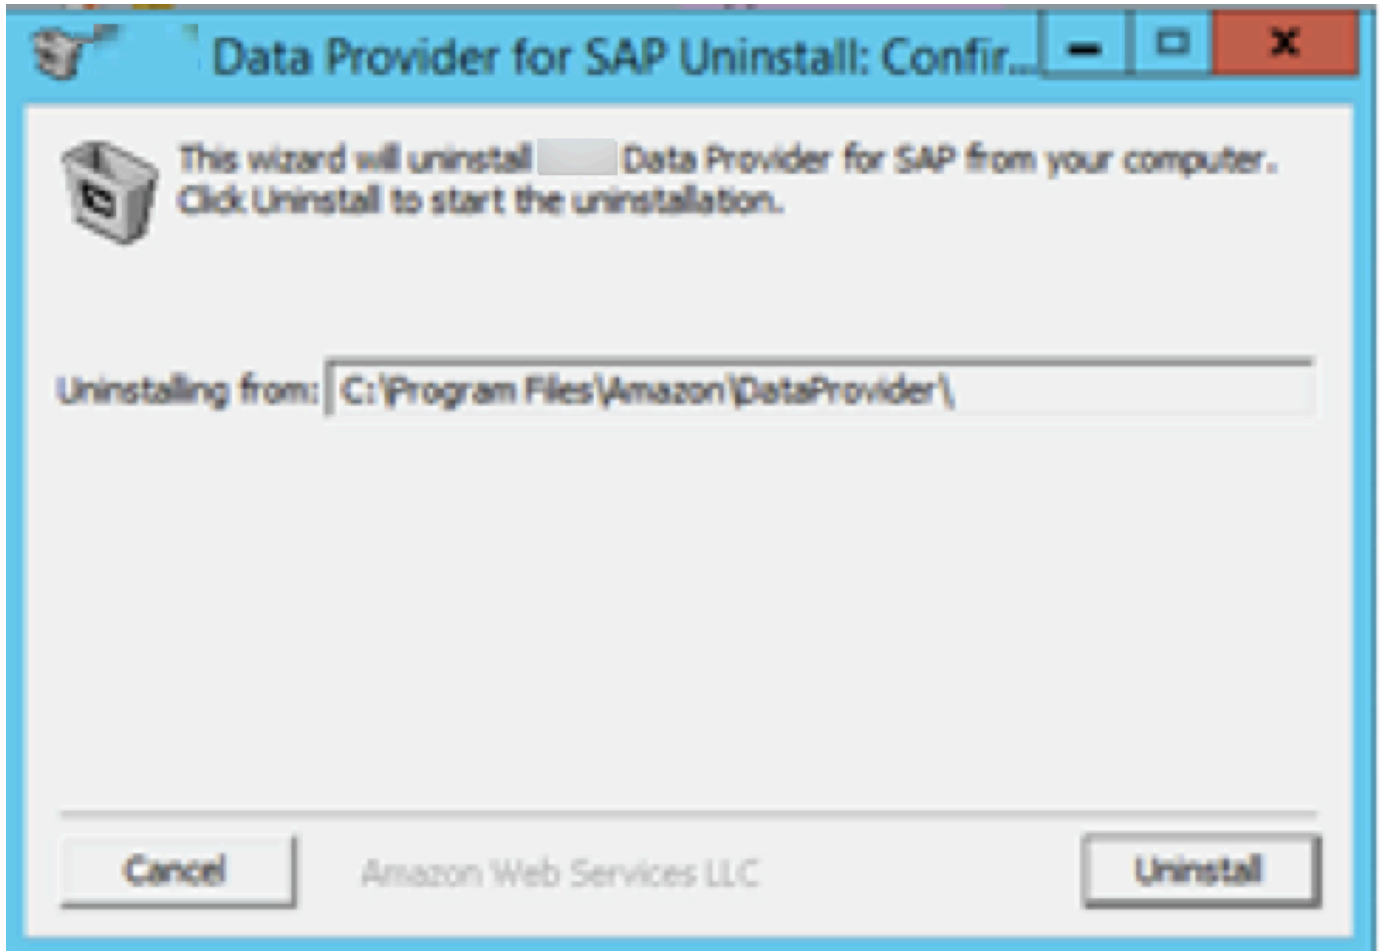 Data Provider for SAP Uninstall: Confir...
This wizard will uninstall Data Provider for SAP from your computer.
Click Uninstall to start the uninstallation.
Uninstalling from: C:\Program Files\Amazon\DataProvider\
Cancel
Amazon Web Services LLC
Uninstall